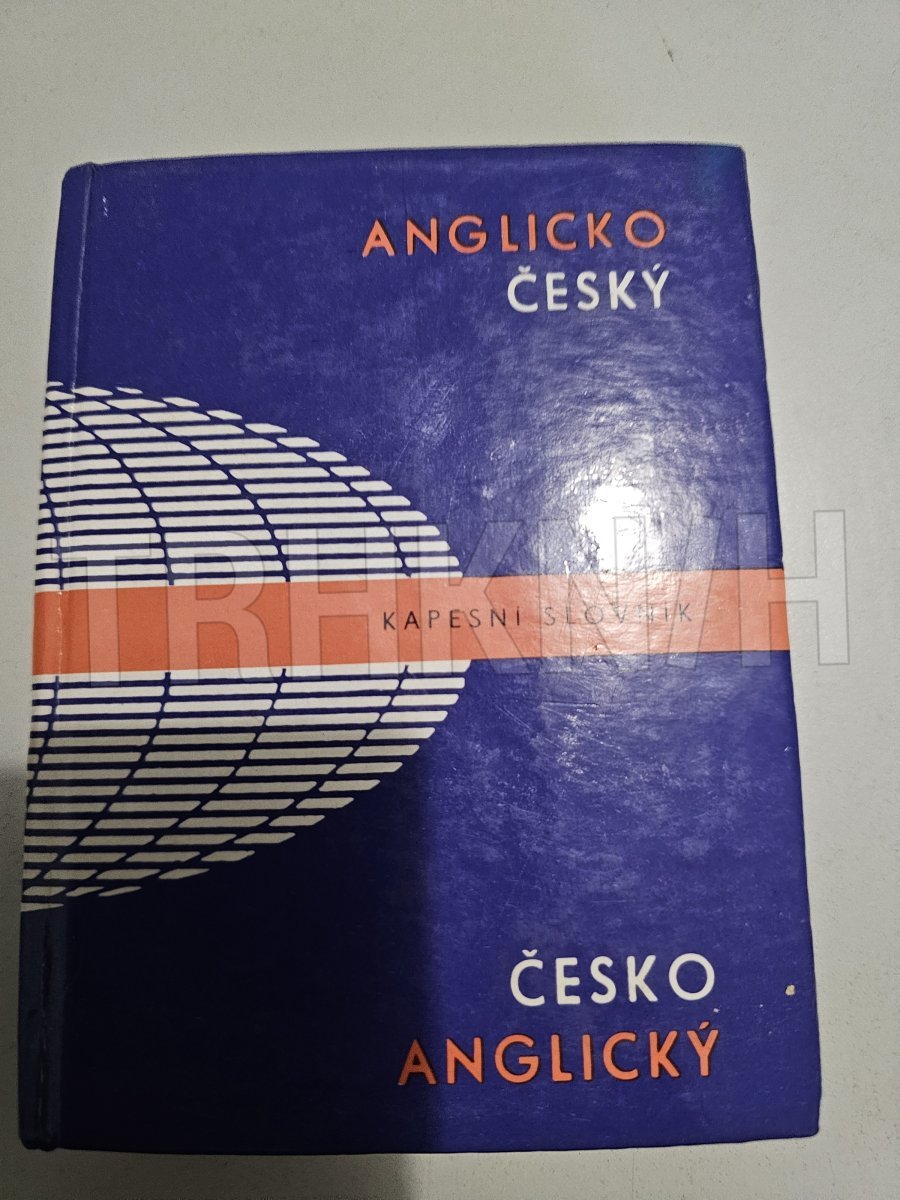 ANGLICKO
ČESKÝ
TRHKNIH
KAPESNÍ SLOVNÍK
ČESKO
ANGLICKÝ